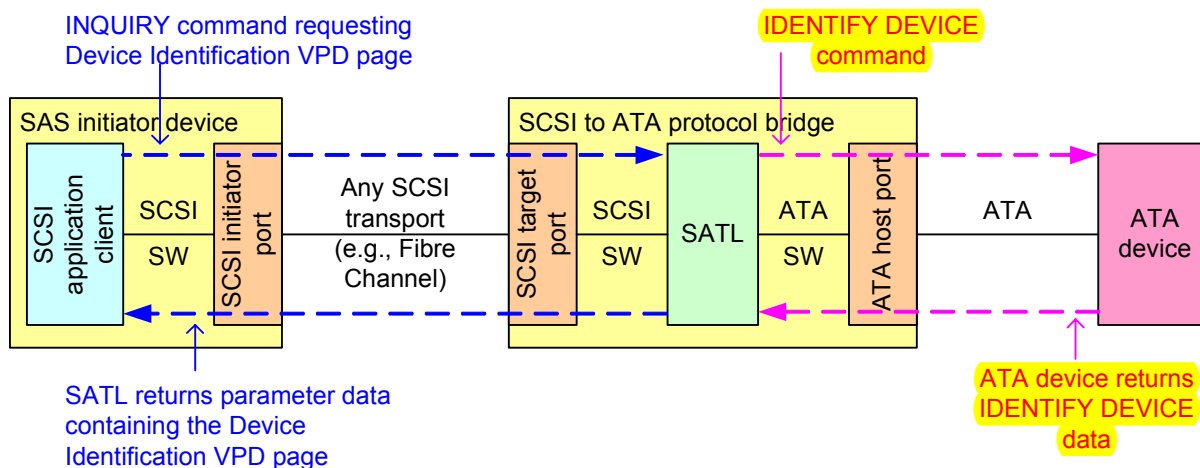 INQUIRY command requesting
Device Identification VPD page
IDENTIFY DEVICE
command
SAS initiator device
SCSI to ATA protocol bridge
SCSI
application
client
SCSI
SW
SCSI initiator
port
Any SCSI
transport
(e.g., Fibre
Channel)
SCSI target
port
SCSI
SW
SATL
ATA
SW
ATA host port
ATA
ATA
device
SATL returns parameter data
containing the Device
Identification VPD page
ATA device returns
IDENTIFY DEVICE
data